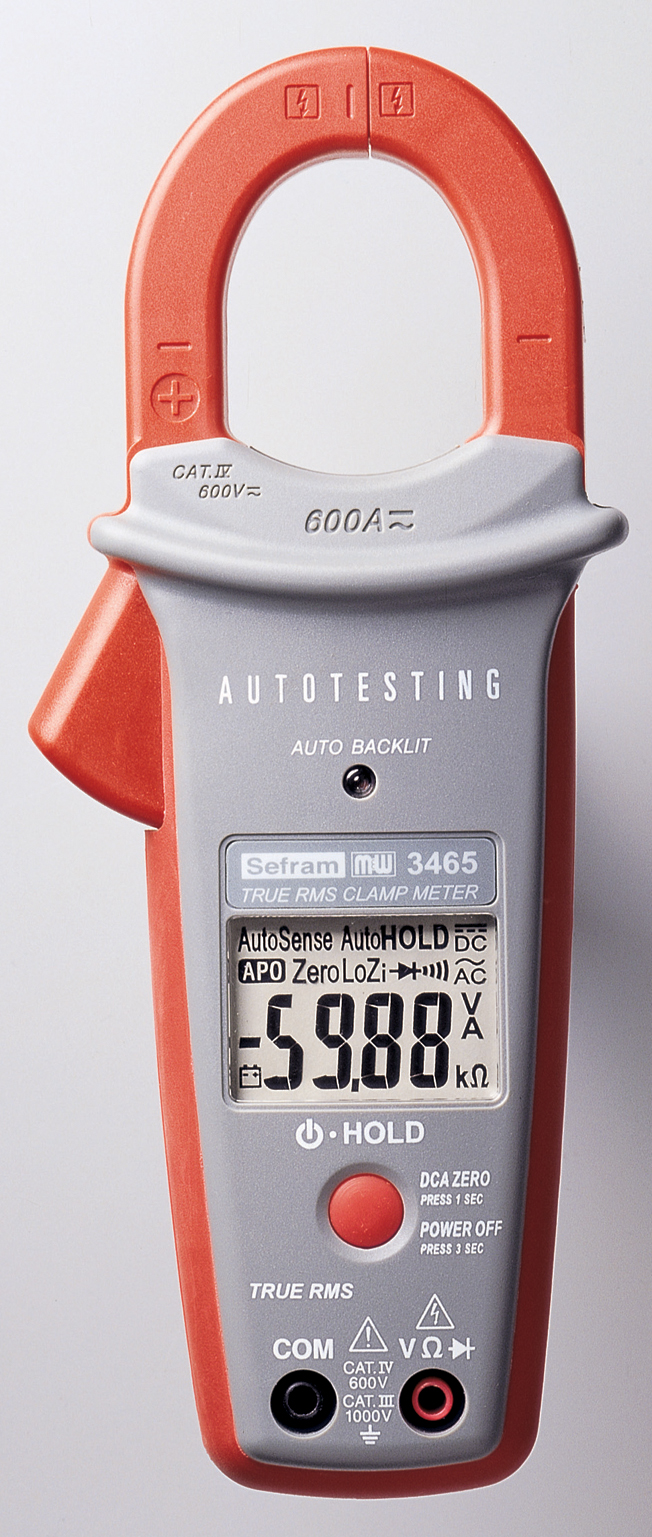 CAT.IV
600V⎓
600A⎓
AUTOTESTING
AUTO BACKLIT
Sefram MW 3465
TRUE RMS CLAMP METER
AutoSense AutoHOLD DC
APO ZeroLoZi AC
-59.88 V
A
kΩ
HOLD
DCA ZERO
PRESS 1 SEC
POWER OFF
PRESS 3 SEC
TRUE RMS
COM VΩ
CAT.IV
600V
CAT.III
1000V